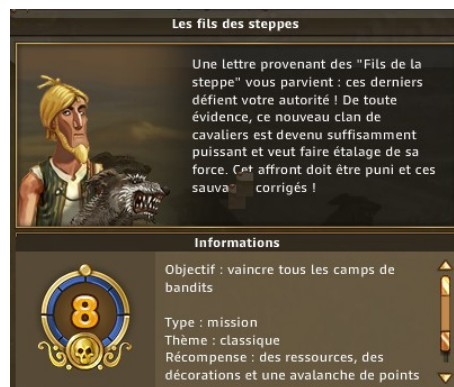 Les fils des steppes
Une lettre provenant des "Fils de la
steppe" vous parvient : ces derniers
défient votre autorité ! De toute
évidence, ce nouveau clan de
cavaliers est devenu suffisamment
puissant et veut faire étalage de sa
force. Cet affront doit être puni et ces
corrigés !
Informations
8
Objectif : vaincre tous les camps de
bandits
Type : mission
Thème : classique
Récompense : des ressources, des
décorations et une avalanche de points